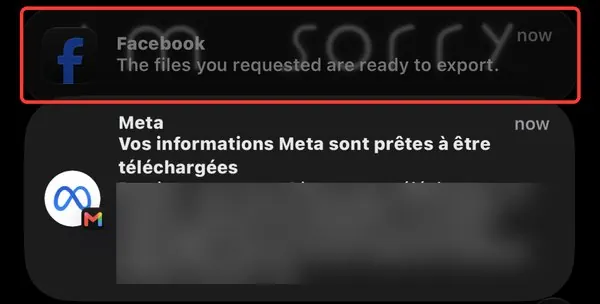 i'm sorry
Facebook
now
The files you requested are ready to export.
Meta
now
Vos informations Meta sont prêtes à être
téléchargées